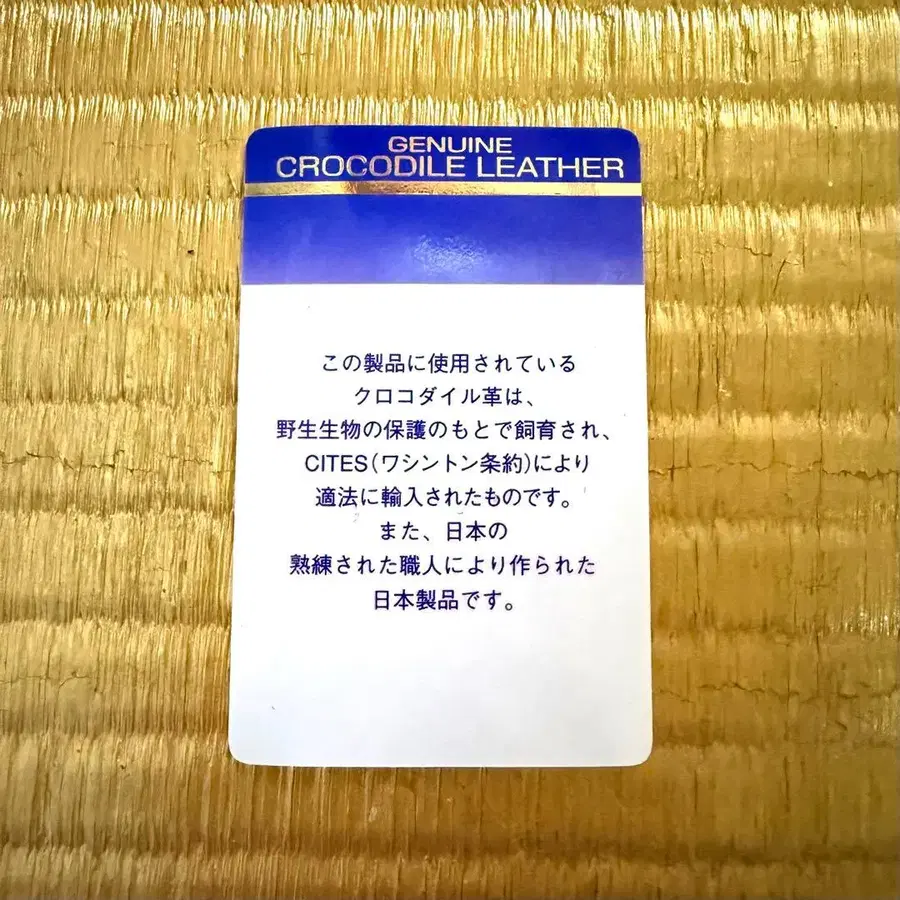 GENUINE
CROCODILE LEATHER
この製品に使用されている
クロコダイル革は、
野生生物の保護のもとで飼育され、
CITES(ワシントン条約)により
適法に輸入されたものです。
また、日本の
熟練された職人により作られた
日本製品です。